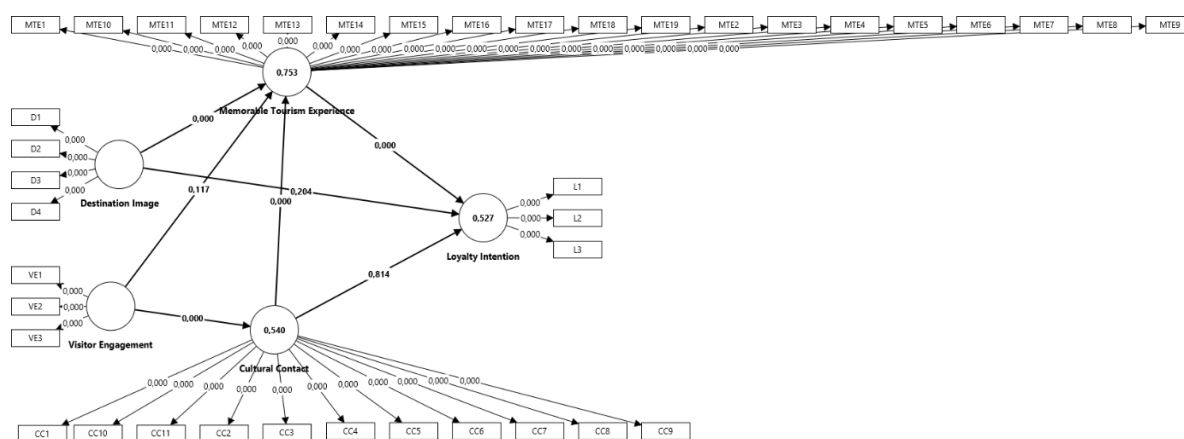 MTE1 MTE10 MTE11 MTE12 MTE13 MTE14 MTE15 MTE16 MTE17 MTE18 MTE19 MTE2 MTE3 MTE4 MTE5 MTE6 MTE7 MTE8 MTE9
0,000 0,000 0,000 0,000 0,000 0,000 0,000 0,000 0,000 0,000 0,000 0,000 0,000 0,000 0,000 0,000 0,000 0,000 0,000
0,753
Memorable Tourism Experience
D1
0,000
D2
0,000
D3
0,000
D4
0,000
Destination Image
0,000
0,000
0,117
0,204
0,000
L1
0,000
L2
0,000
L3
0,000
0,527
Loyalty Intention
0,814
VE1
0,000
VE2
0,000
VE3
0,000
Visitor Engagement
0,000
0,540
Cultural Contact
0,000 0,000 0,000 0,000 0,000 0,000 0,000 0,000 0,000 0,000 0,000
CC1 CC10 CC11 CC2 CC3 CC4 CC5 CC6 CC7 CC8 CC9